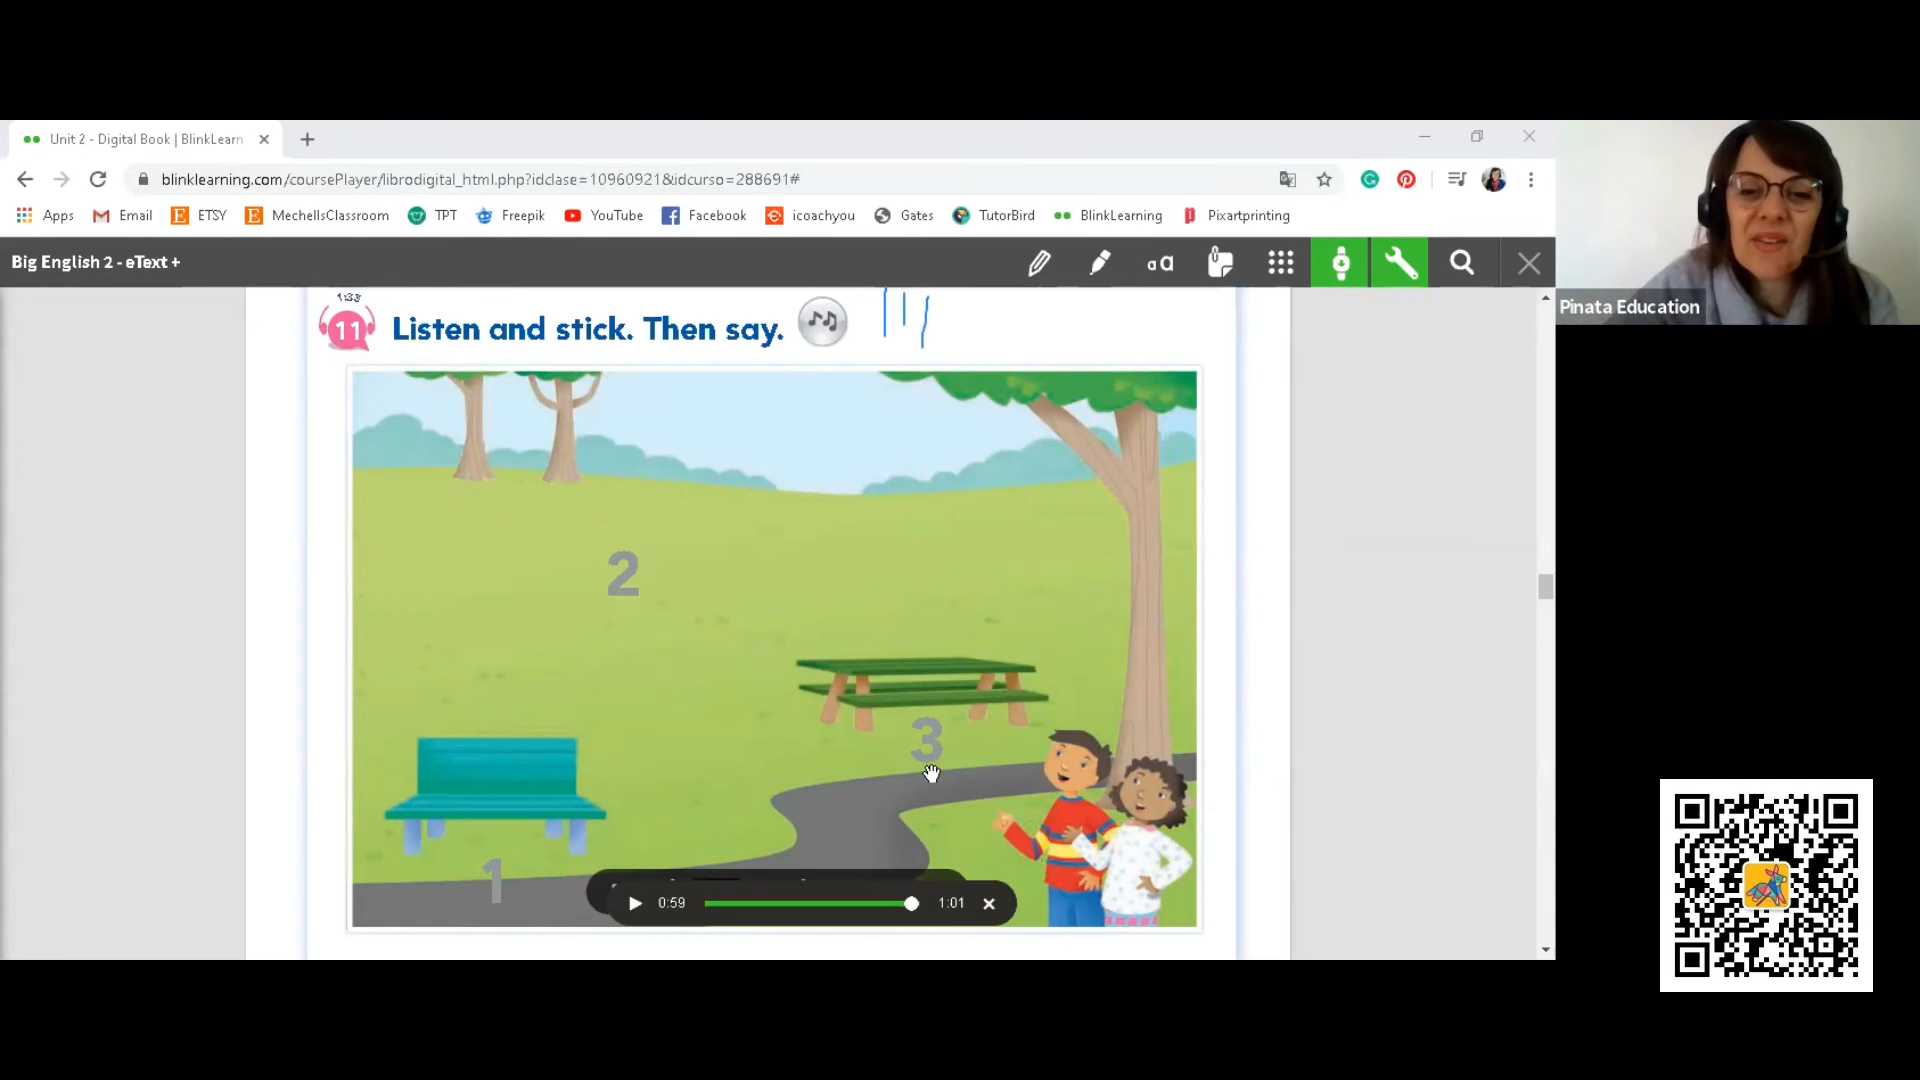 Unit 2 - Digital Book | BlinkLearn
blinklearning.com/coursePlayer/librodigital_html.php?idclase=10960921&idcurso=288691#
Apps Email ETSY MechellsClassroom TPT Freepik YouTube Facebook icoachyou Gates TutorBird BlinkLearning Pixartprinting
Big English 2 - eText +
a a
Pinata Education
1:33
11 Listen and stick. Then say.
2
3
1
0:59 1:01